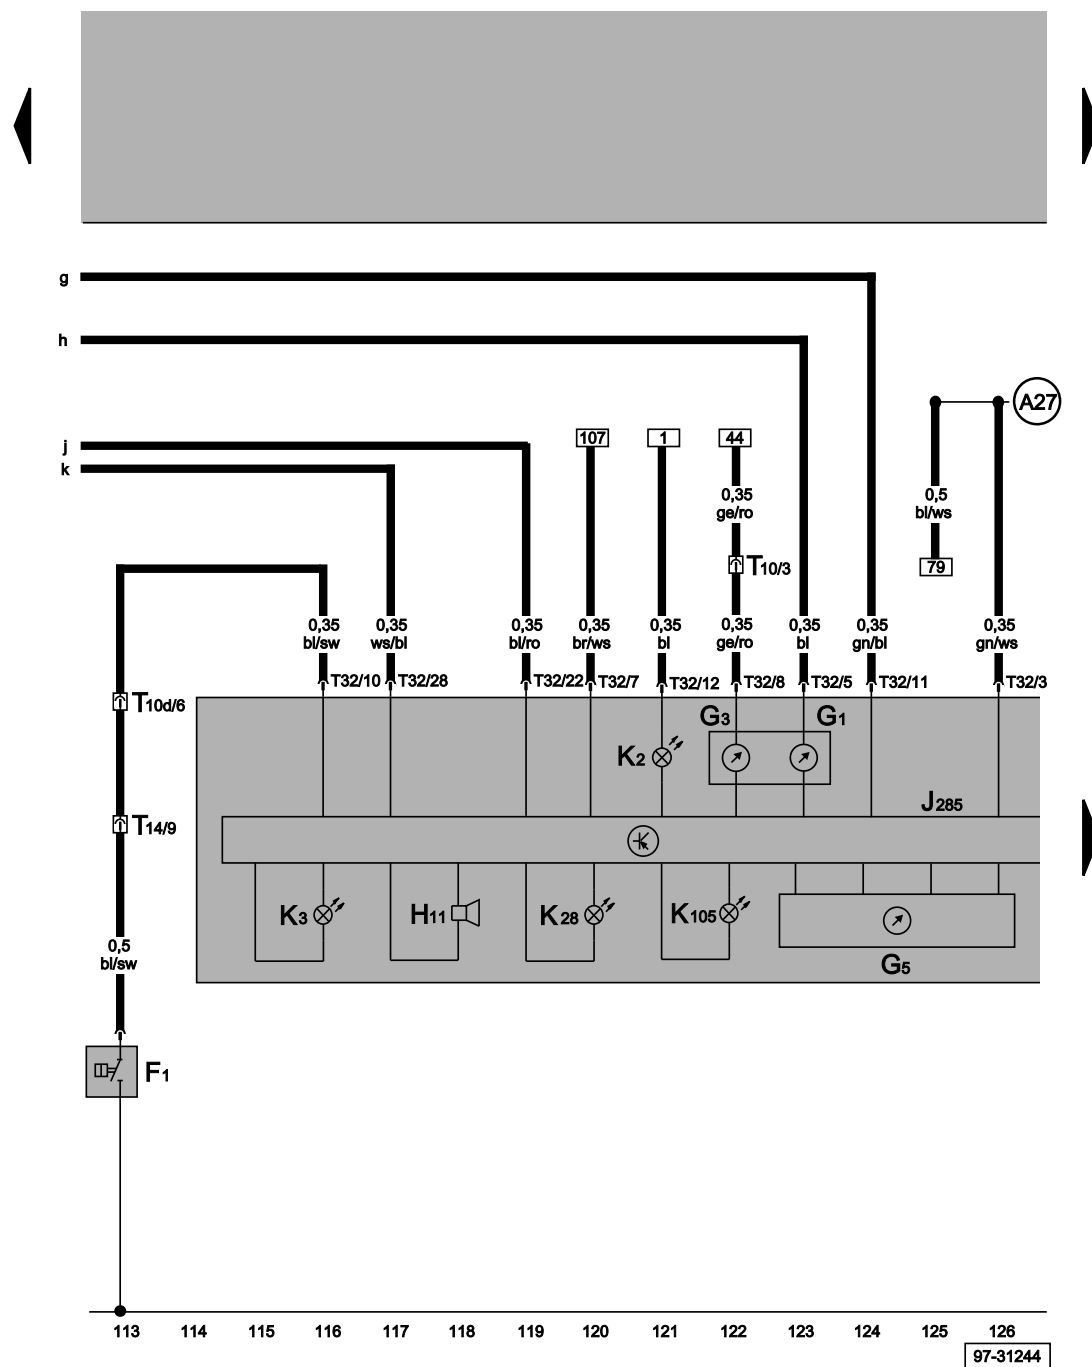 g
h
A27
j
107
1
44
k
0,35
ge/ro
0,5
bl/ws
T10/3
79
0,35
bl/sw
0,35
ws/bl
0,35
bl/ro
0,35
br/ws
0,35
bl
0,35
ge/ro
0,35
bl
0,35
gn/bl
0,35
gn/ws
T32/10
T32/28
T32/22
T32/7
T32/12
T32/8
T32/5
T32/11
T32/3
T10d/6
G3
G1
K2
J285
T14/9
K3
H11
K28
K105
0,5
bl/sw
G5
F1
113 114 115 116 117 118 119 120 121 122 123 124 125 126
97-31244